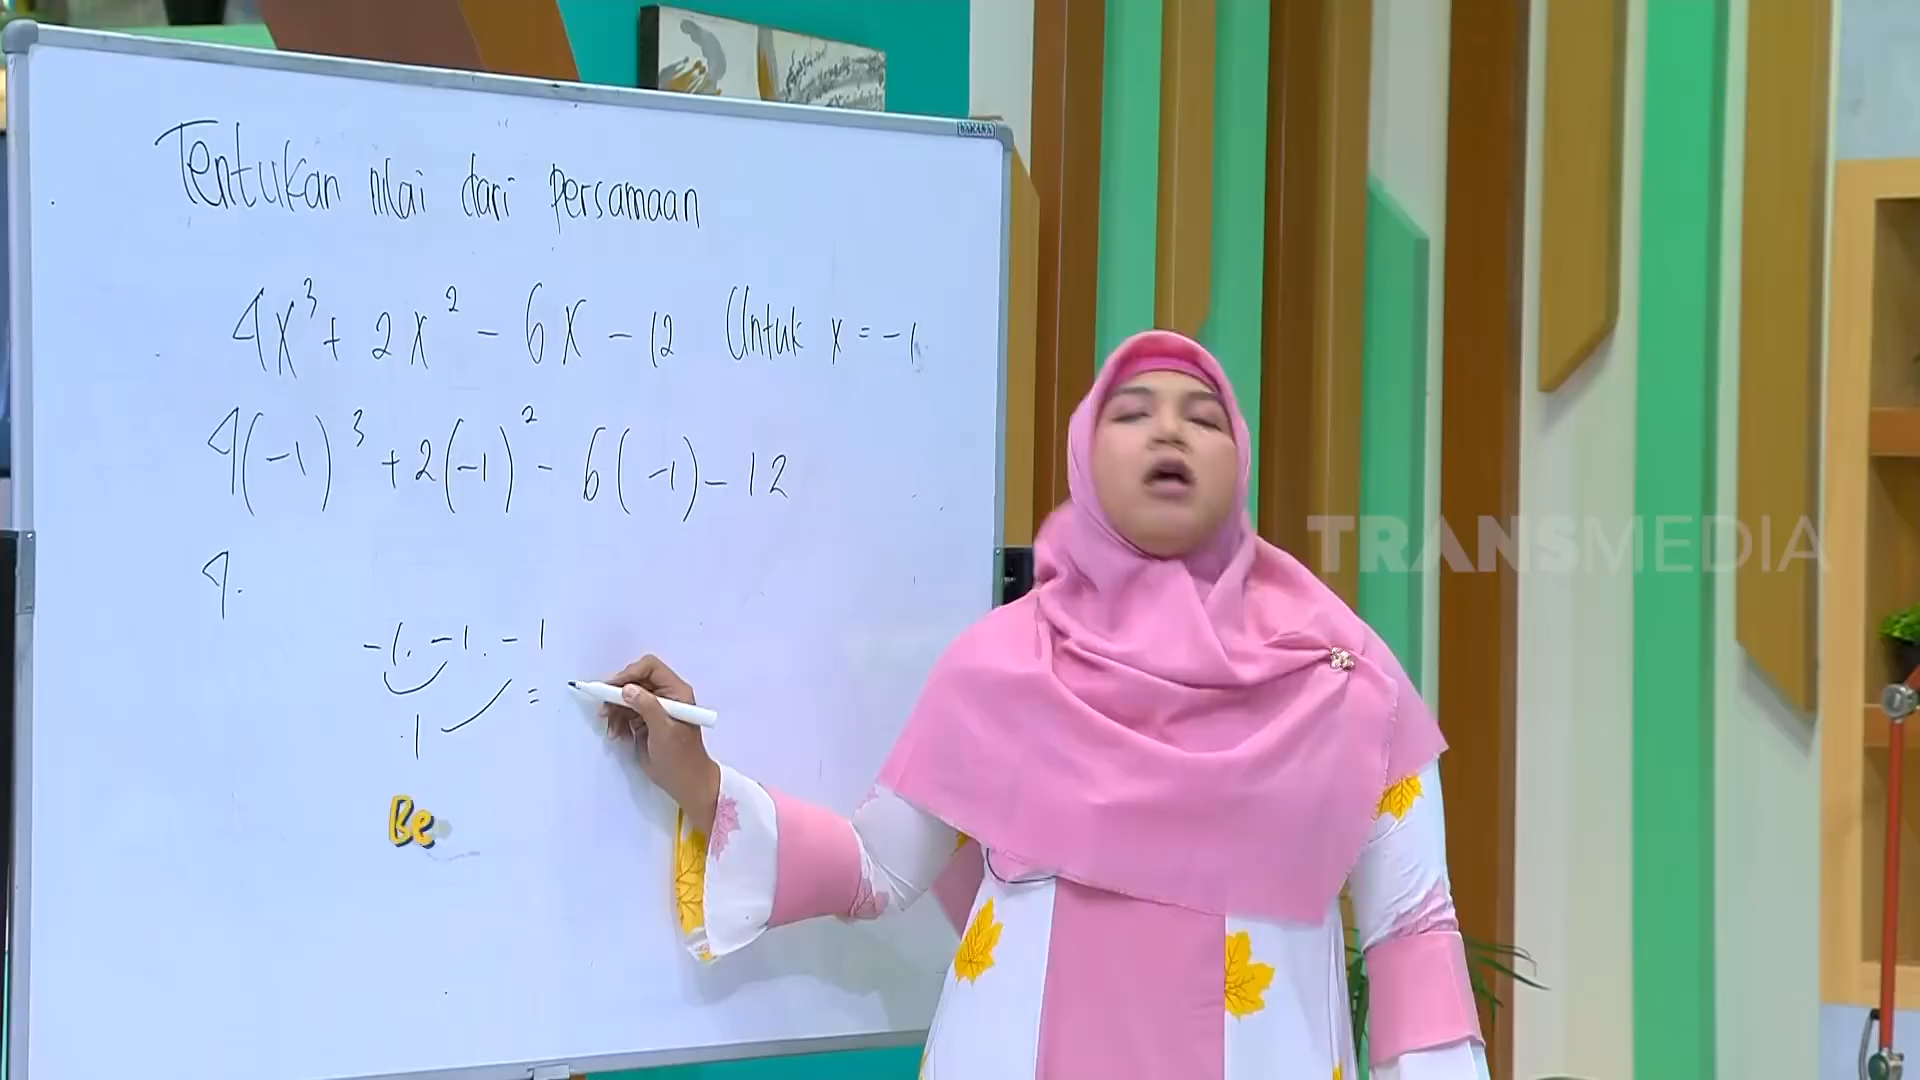 Tentukan nilai dari persamaan
4x³ + 2x² - 6x - 12 Untuk x = -1
4(-1)³ + 2(-1)² - 6(-1) - 12
4.
-1. -1. -1
=
1
Be
TRANSMEDIA